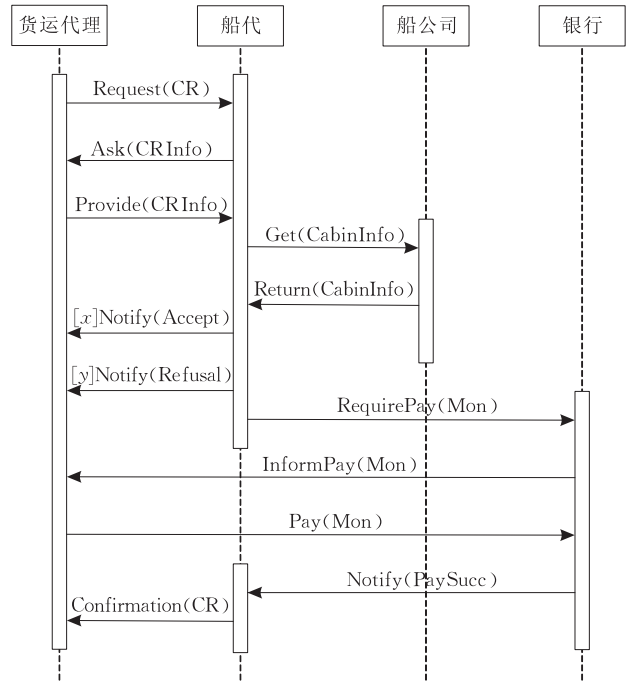 货运代理
船代
船公司
银行
Request(CR)
Ask(CRInfo)
Provide(CRInfo)
Get(CabinInfo)
Return(CabinInfo)
[x]Notify(Accept)
[y]Notify(Refusal)
RequirePay(Mon)
InformPay(Mon)
Pay(Mon)
Notify(PaySucc)
Confirmation(CR)